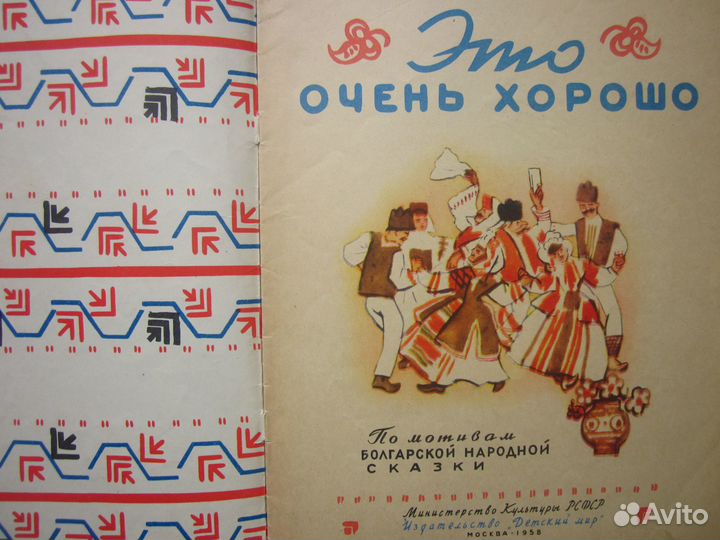 Это
ОЧЕНЬ ХОРОШО
По мотивам
БОЛГАРСКОЙ НАРОДНОЙ
СКАЗКИ
Министерство Культуры РСФСР
Издательство "Детский мир"
МОСКВА - 1958
Avito